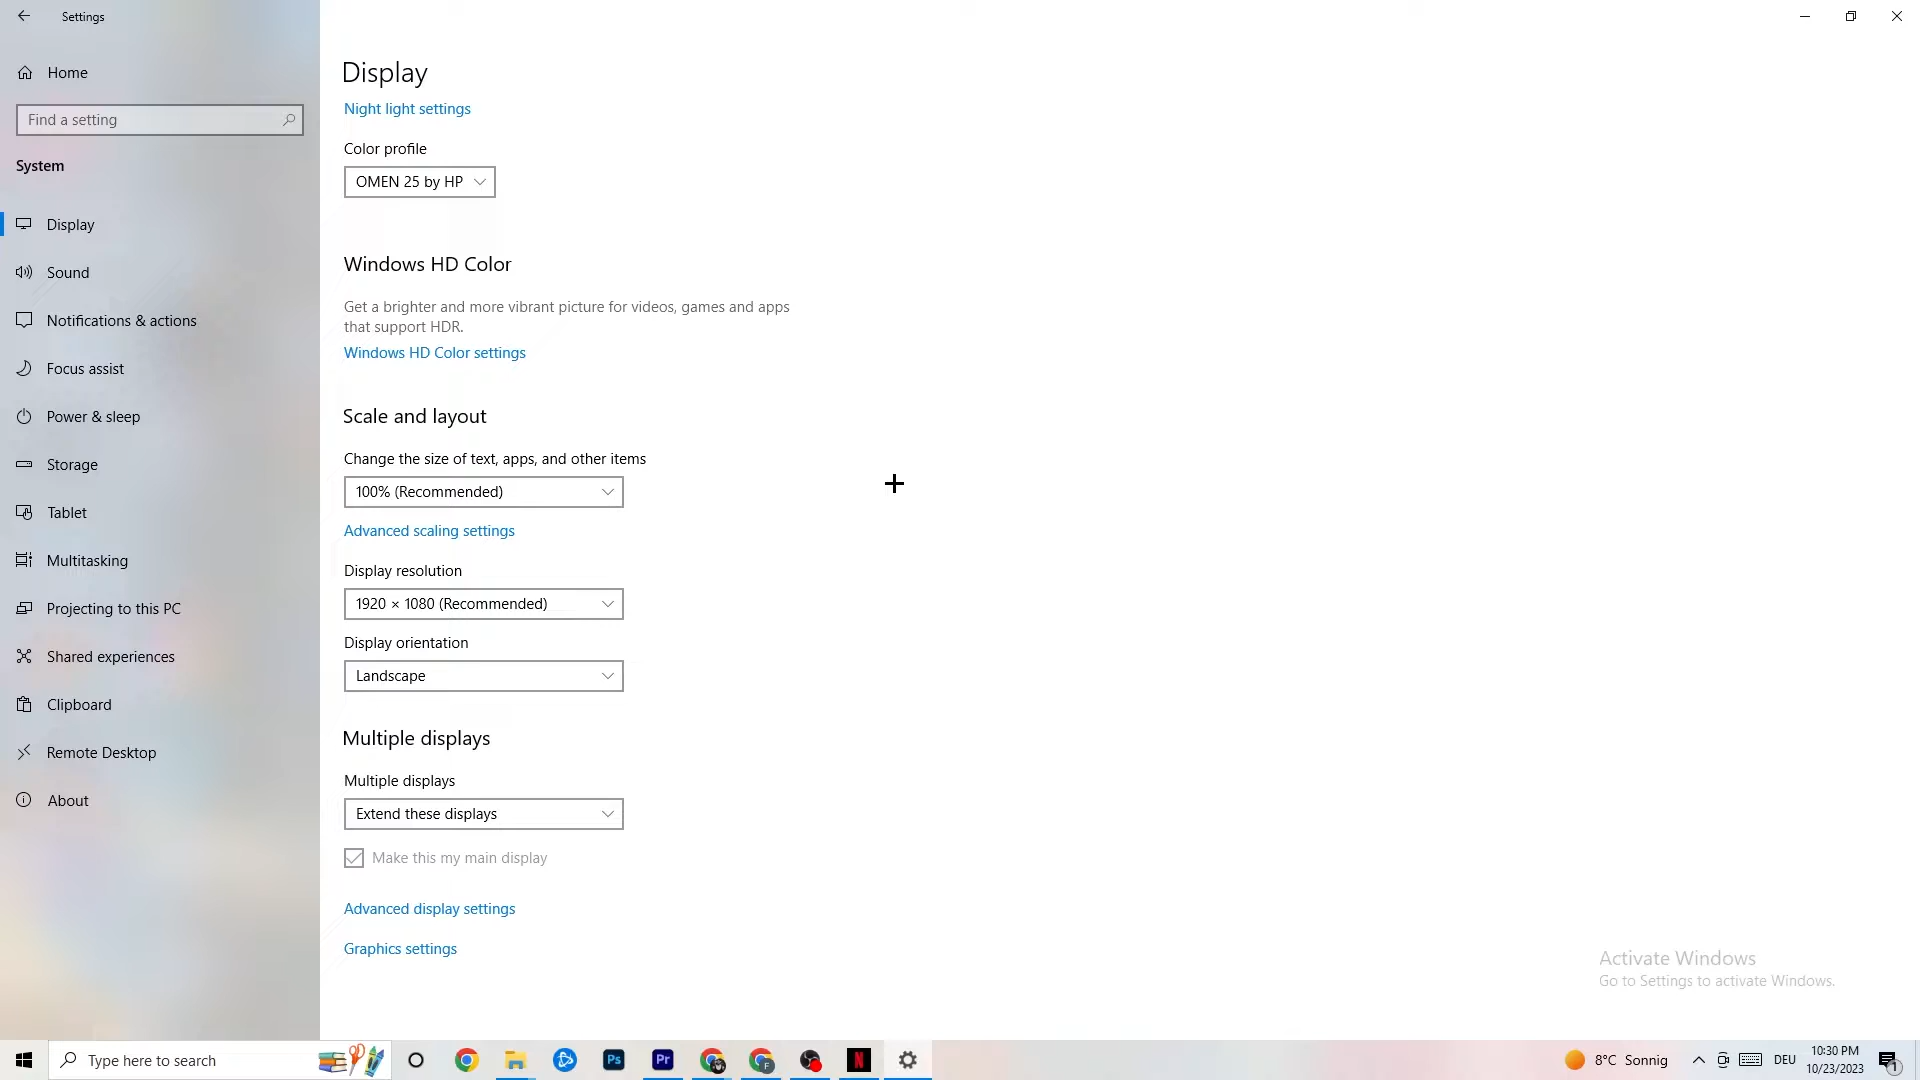 Settings
Home
Find a setting
System
Display
Sound
Notifications & actions
Focus assist
Power & sleep
Storage
Tablet
Multitasking
Projecting to this PC
Shared experiences
Clipboard
Remote Desktop
About
Display
Night light settings
Color profile
OMEN 25 by HP
Windows HD Color
Get a brighter and more vibrant picture for videos, games and apps
that support HDR.
Windows HD Color settings
Scale and layout
Change the size of text, apps, and other items
100% (Recommended)
Advanced scaling settings
Display resolution
1920 × 1080 (Recommended)
Display orientation
Landscape
Multiple displays
Multiple displays
Extend these displays
Make this my main display
Advanced display settings
Graphics settings
Activate Windows
Go to Settings to activate Windows.
Type here to search
Ps
Pr
F
N
8°C Sonnig
DEU
10:30 PM
10/23/2023
1